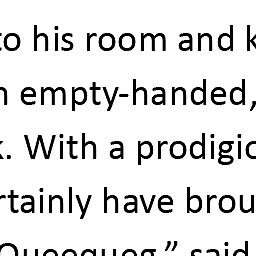 to his room and k
n empty-handed,
k. With a prodigio
rtainly have brou
Queequeg,” said